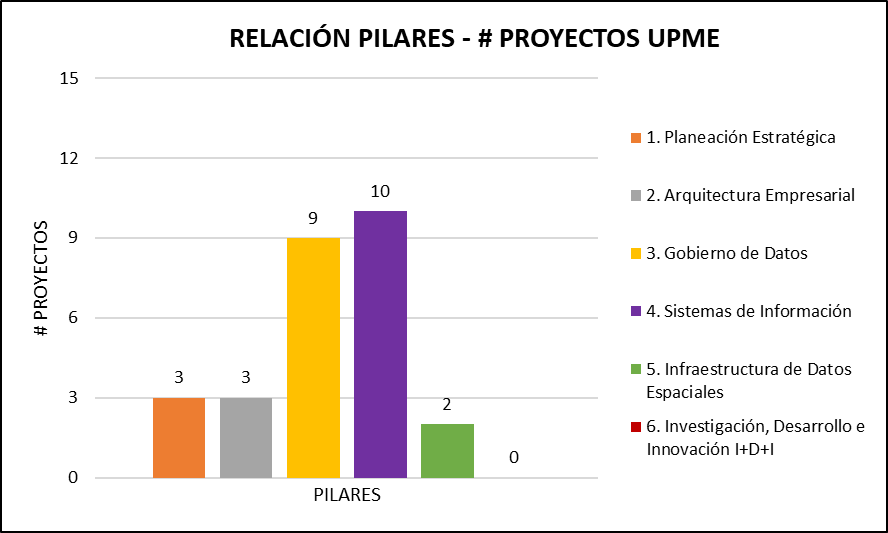 RELACIÓN PILARES - # PROYECTOS UPME
# PROYECTOS
15
12
9
6
3
0
3
3
9
10
2
0
PILARES
1. Planeación Estratégica
2. Arquitectura Empresarial
3. Gobierno de Datos
4. Sistemas de Información
5. Infraestructura de Datos
Espaciales
6. Investigación, Desarrollo e
Innovación I+D+I